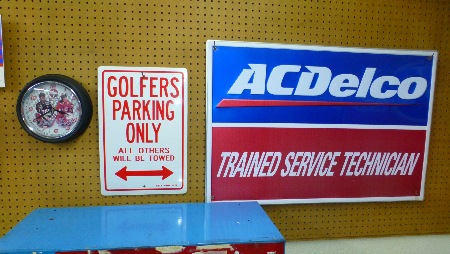 GOLFERS
PARKING
ONLY
ALL OTHERS
WILL BE TOWED
ACDelco
TRAINED SERVICE TECHNICIAN